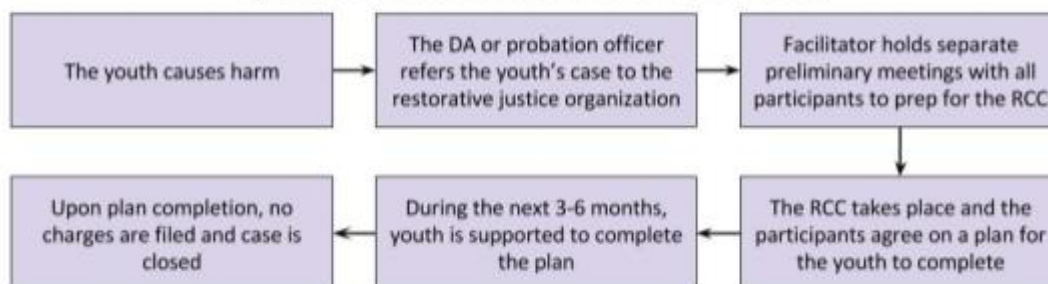 The youth causes harm
The DA or probation officer
refers the youth's case to the
restorative justice organization
Facilitator holds separate
preliminary meetings with all
participants to prep for the RCC
The RCC takes place and the
participants agree on a plan for
the youth to complete
During the next 3-6 months,
youth is supported to complete
the plan
Upon plan completion, no
charges are filed and case is
closed